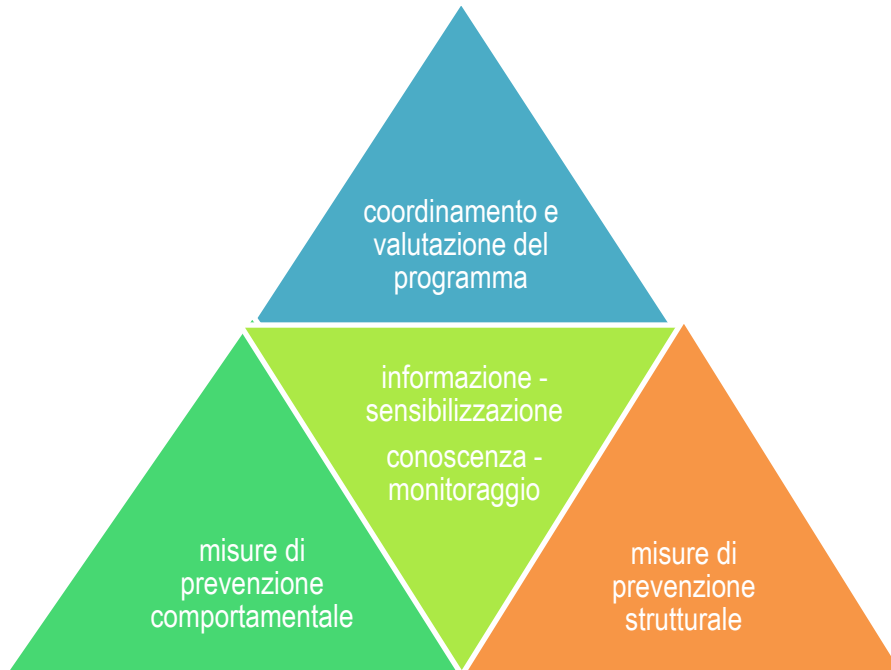 coordinamento e
valutazione del
programma
informazione -
sensibilizzazione
conoscenza -
monitoraggio
misure di
prevenzione
comportamentale
misure di
prevenzione
strutturale